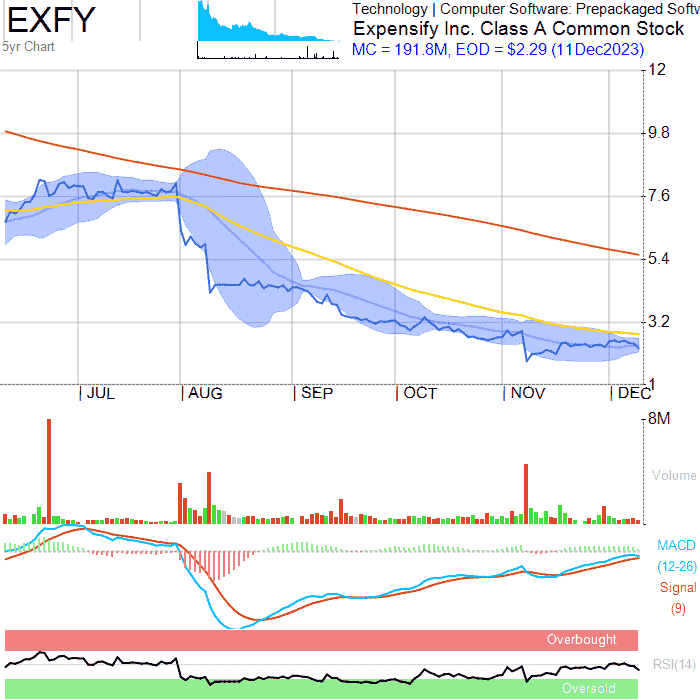 EXFY
5yr Chart
Technology | Computer Software: Prepackaged Softw
Expensify Inc. Class A Common Stock
MC = 191.8M, EOD = $2.29 (11Dec2023)
12
9.8
7.6
5.4
3.2
1
JUL AUG SEP OCT NOV DEC
8M
Volume
MACD
(12-26)
Signal
(9)
Overbought
RSI(14)
Oversold